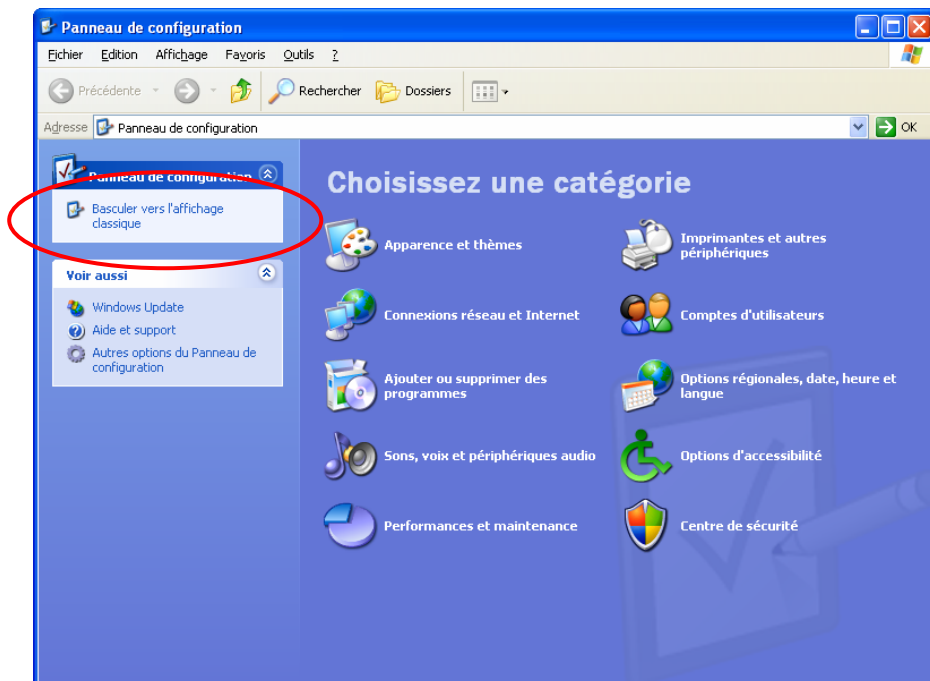 Panneau de configuration
Fichier Edition Affichage Favoris Outils ?
Précédente Rechercher Dossiers
Adresse Panneau de configuration OK
Panneau de configuration
Basculer vers l'affichage
classique
Voir aussi
Windows Update
Aide et support
Autres options du Panneau de
configuration
Choisissez une catégorie
Apparence et thèmes
Imprimantes et autres
périphériques
Connexions réseau et Internet
Comptes d'utilisateurs
Ajouter ou supprimer des
programmes
Options régionales, date, heure et
langue
Sons, voix et périphériques audio
Options d'accessibilité
Performances et maintenance
Centre de sécurité